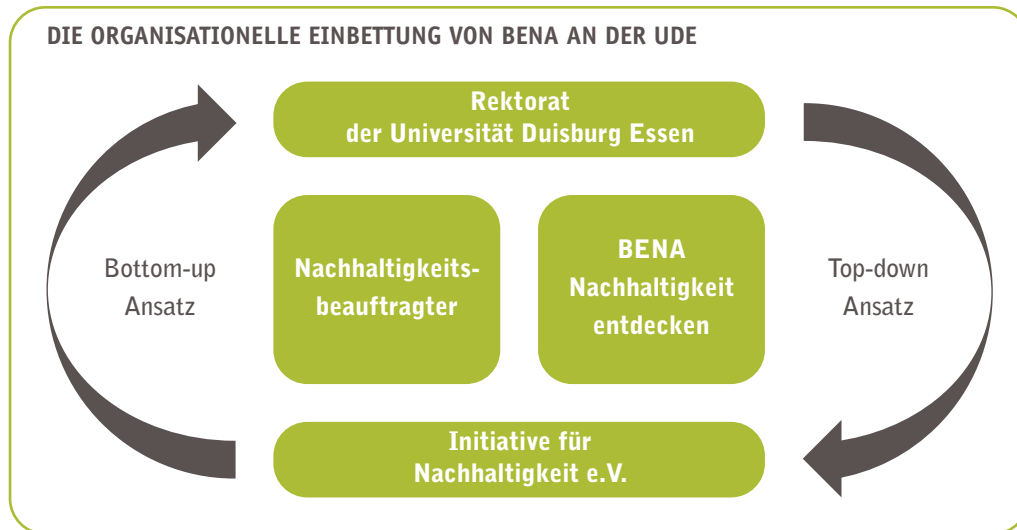 DIE ORGANISATIONELLE EINBETTUNG VON BENA AN DER UDE
Rektorat
der Universität Duisburg Essen
Bottom-up
Ansatz
Nachhaltigkeits-
beauftragter
BENA
Nachhaltigkeit
entdecken
Top-down
Ansatz
Initiative für
Nachhaltigkeit e.V.